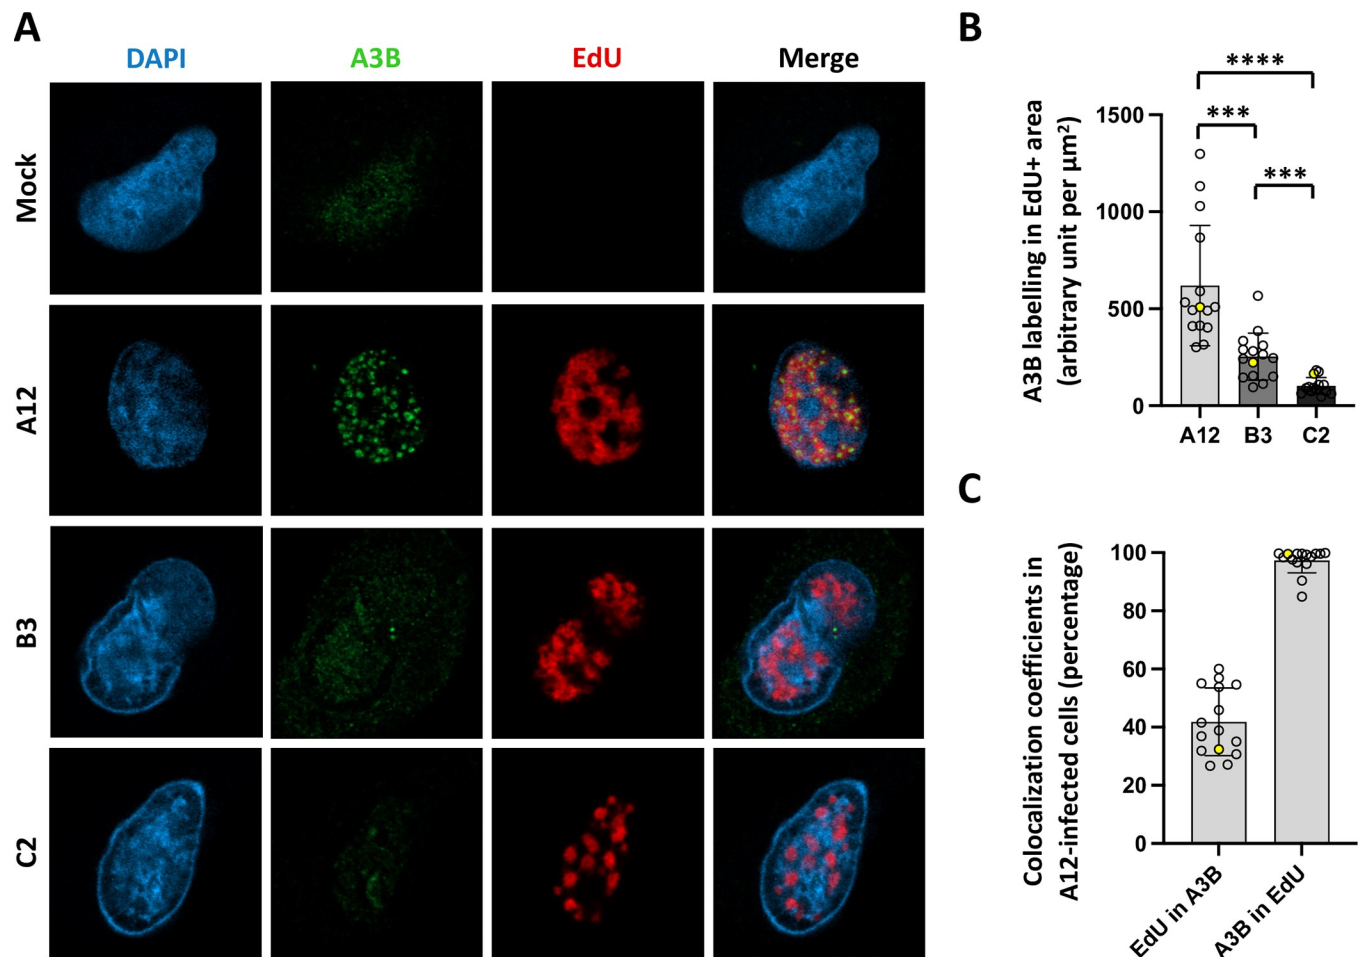 A
DAPI
A3B
EdU
Merge
Mock
A12
B3
C2
B
A3B labelling in EdU+ area
(arbitrary unit per µm²)
****
***
***
1500
1000
500
0
A12
B3
C2
C
Colocalization coefficients in
A12-infected cells (percentage)
100
80
60
40
20
0
EdU in A3B
A3B in EdU